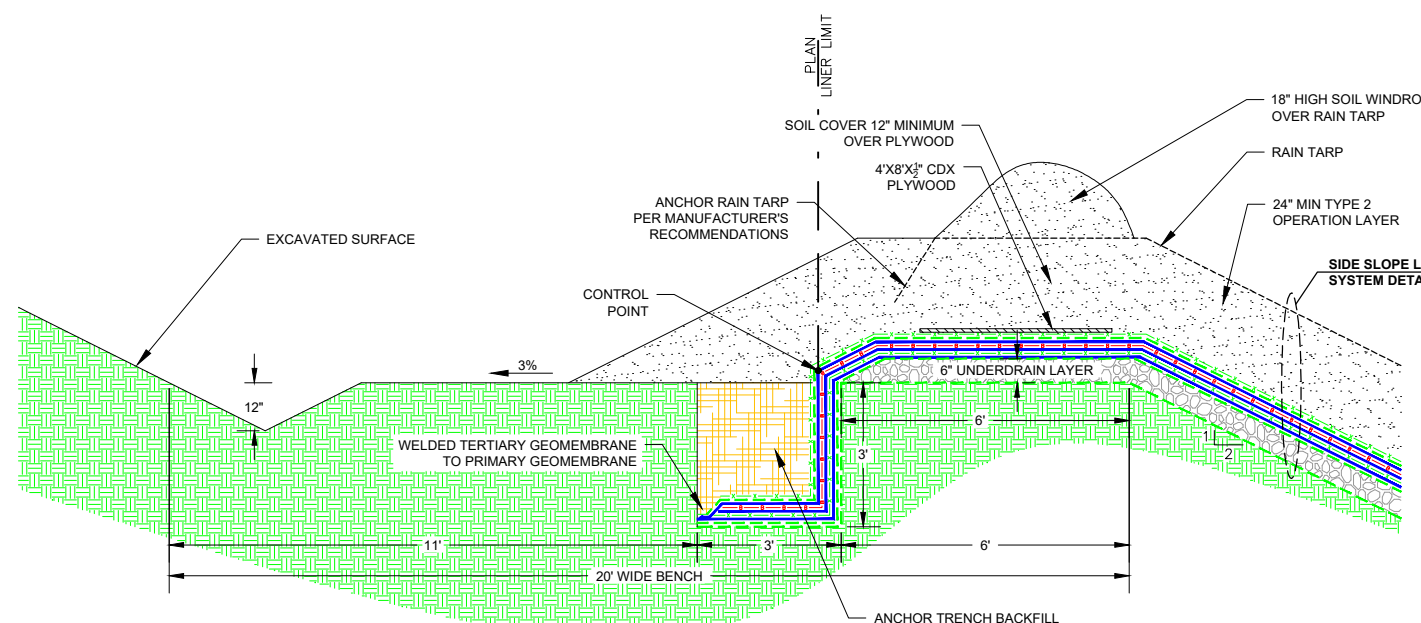 PLAN
LINER LIMIT
18" HIGH SOIL WINDRO
OVER RAIN TARP
SOIL COVER 12" MINIMUM
OVER PLYWOOD
RAIN TARP
4'X8'X½" CDX
PLYWOOD
ANCHOR RAIN TARP
PER MANUFACTURER'S
RECOMMENDATIONS
24" MIN TYPE 2
OPERATION LAYER
EXCAVATED SURFACE
SIDE SLOPE L
SYSTEM DETA
CONTROL
POINT
3%
6" UNDERDRAIN LAYER
12"
6'
WELDED TERTIARY GEOMEMBRANE
TO PRIMARY GEOMEMBRANE
3'
1
2
11'
3'
6'
20' WIDE BENCH
ANCHOR TRENCH BACKFILL